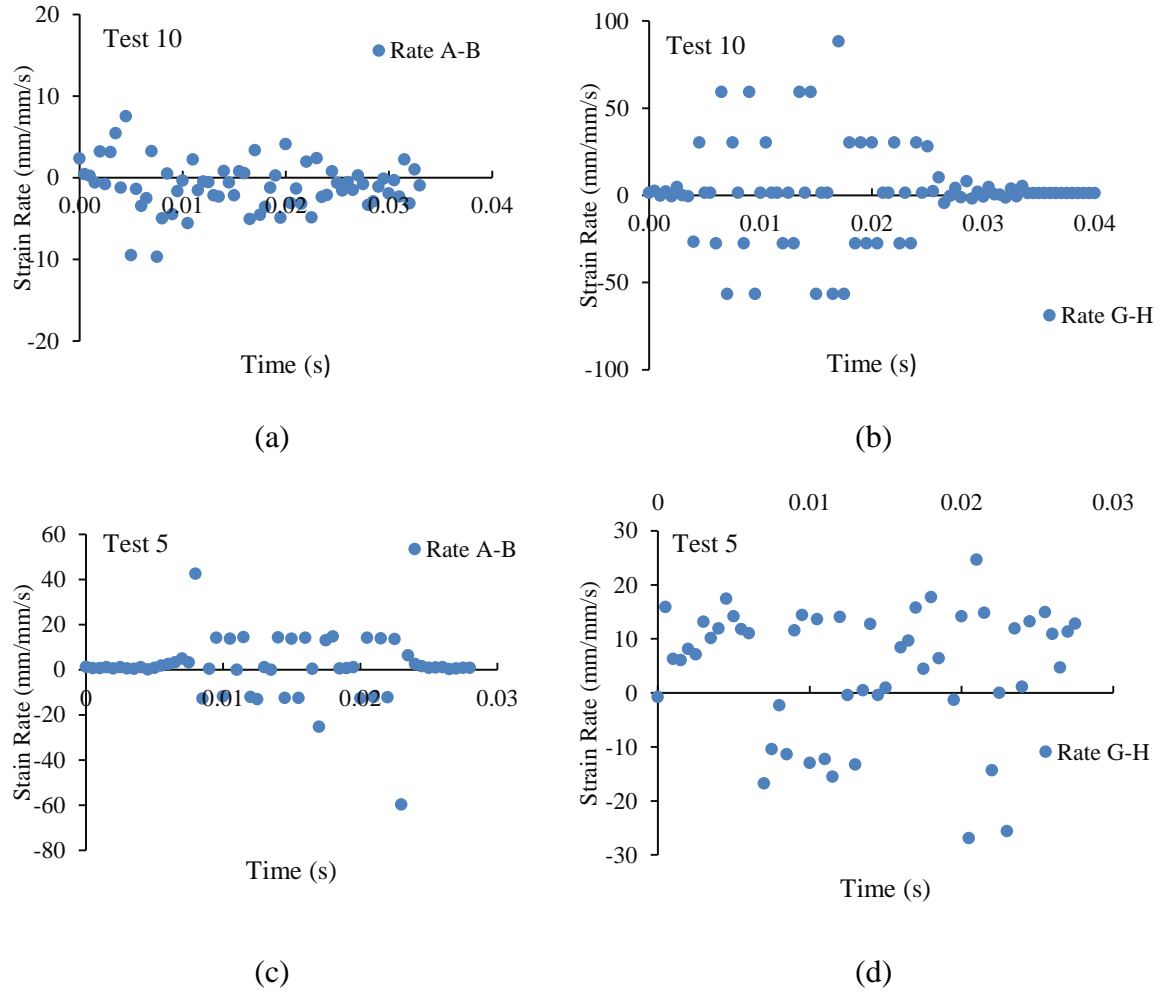 Test 10
Rate A-B
20
10
0
-10
-20
0.00
0.01
0.02
0.03
0.04
Strain Rate (mm/mm/s)
Time (s)
(a)
Test 10
100
50
0
-50
-100
0.00
0.01
0.02
0.03
0.04
Strain Rate (mm/mm/s)
Rate G-H
Time (s)
(b)
Test 5
Rate A-B
60
40
20
0
-20
-40
-60
-80
0.00
0.01
0.02
0.03
Stain Rate (mm/mm/s)
Time (s)
(c)
0
0.01
0.02
0.03
Test 5
30
20
10
0
-10
-20
-30
Strain Rate (mm/mm/s)
Rate G-H
Time (s)
(d)